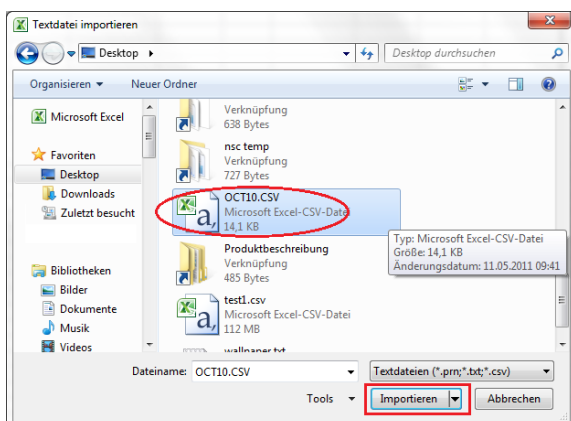 Textdatei importieren
Desktop
Desktop durchsuchen
Organisieren
Neuer Ordner
Microsoft Excel
Favoriten
Desktop
Downloads
Zuletzt besucht
Bibliotheken
Bilder
Dokumente
Musik
Videos
Verknüpfung
638 Bytes
nsc temp
Verknüpfung
727 Bytes
OCT10.CSV
Microsoft Excel-CSV-Datei
14,1 KB
Produktbeschreibung
Verknüpfung
485 Bytes
test1.csv
Microsoft Excel-CSV-Datei
112 MB
wallpaper.txt
Typ: Microsoft Excel-CSV-Datei
Größe: 14,1 KB
Änderungsdatum: 11.05.2011 09:41
Dateiname: OCT10.CSV
Textdateien (*.prn;*.txt;*.csv)
Tools
Importieren
Abbrechen